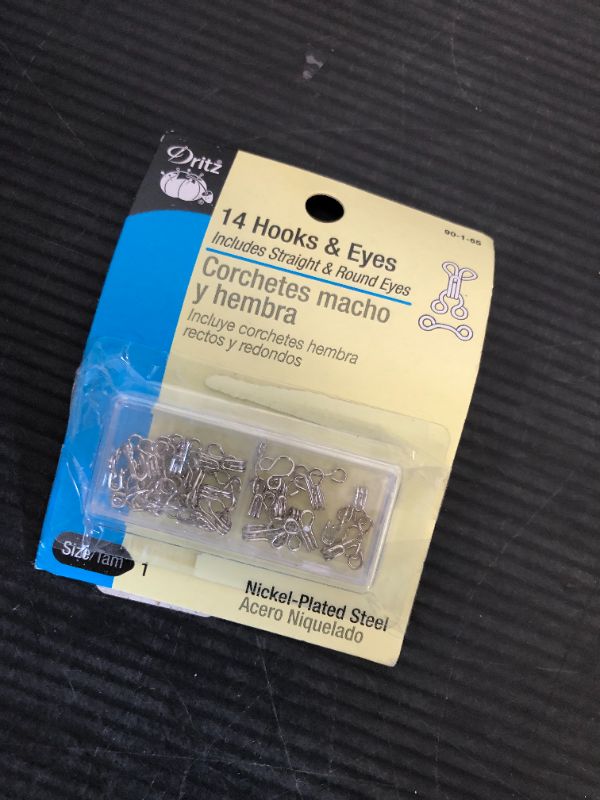 Dritz®
14 Hooks & Eyes
90-1-55
Includes Straight & Round Eyes
Corchetes macho
y hembra
Incluye corchetes hembra
rectos y redondos
Size/Tam
1
Nickel-Plated Steel
Acero Niquelado